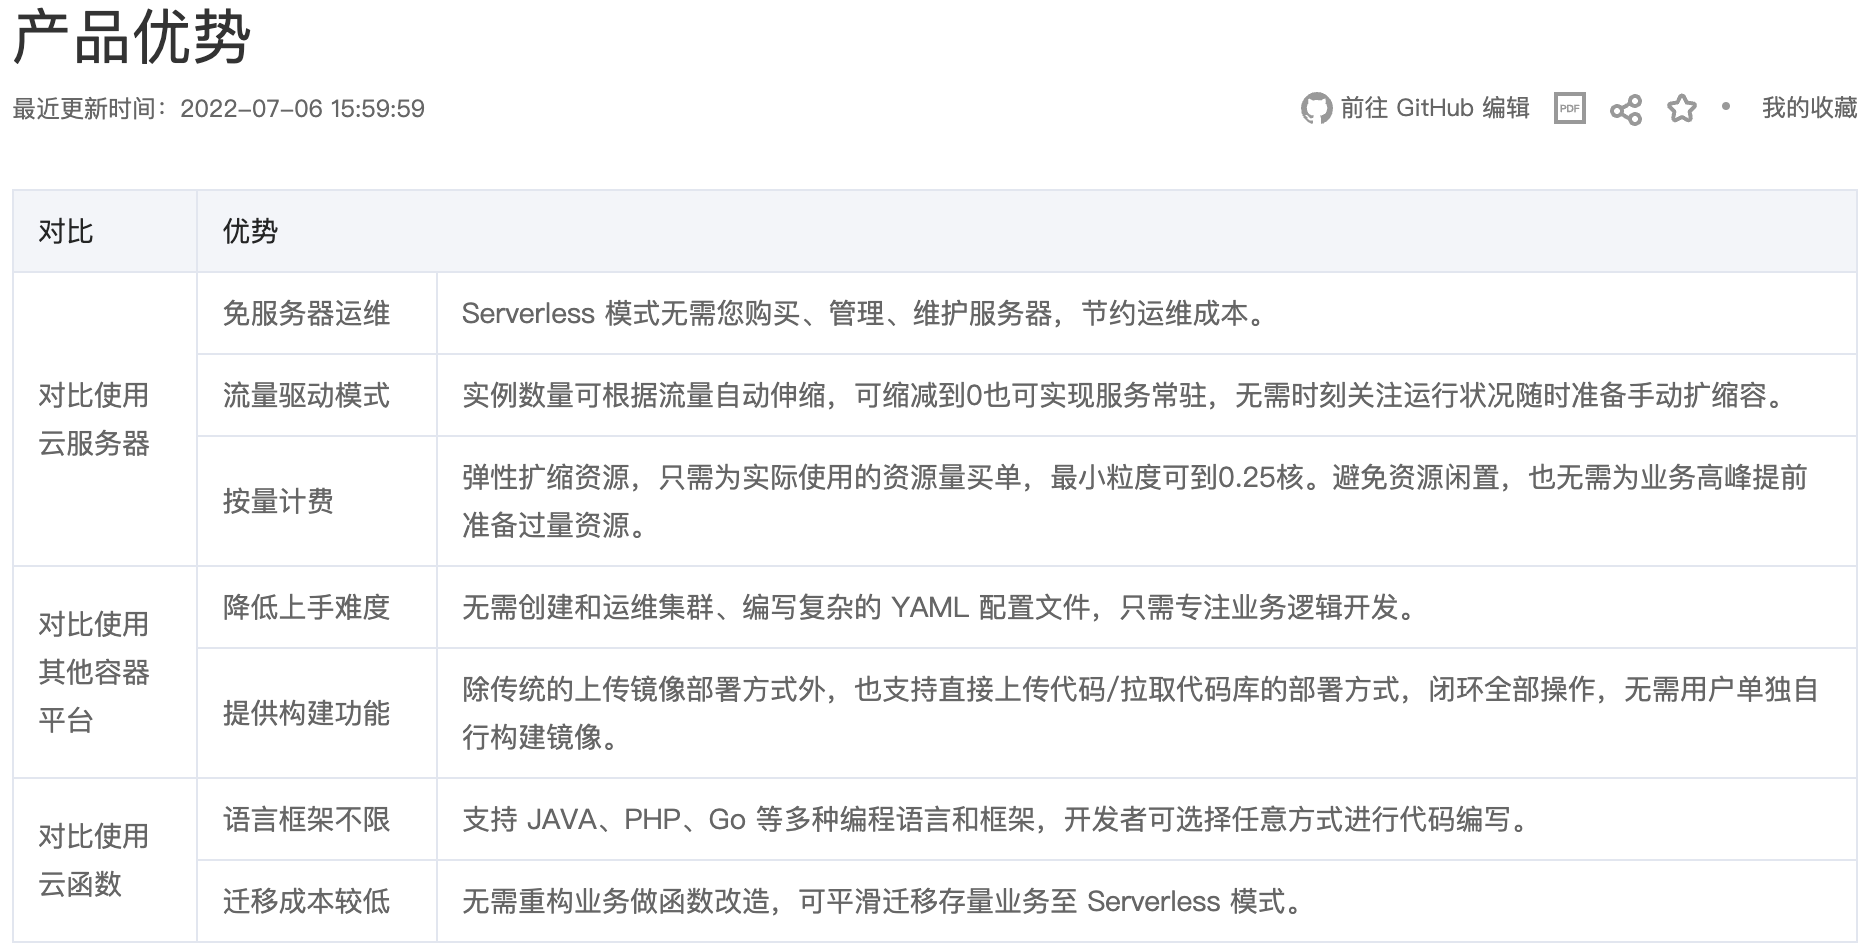 产品优势
最近更新时间：2022-07-06 15:59:59
前往 GitHub 编辑 PDF • 我的收藏
对比 优势
对比使用
云服务器
免服务器运维 Serverless 模式无需您购买、管理、维护服务器，节约运维成本。
流量驱动模式 实例数量可根据流量自动伸缩，可缩减到0也可实现服务常驻，无需时刻关注运行状况随时准备手动扩缩容。
按量计费 弹性扩缩资源，只需为实际使用的资源量买单，最小粒度可到0.25核。避免资源闲置，也无需为业务高峰提前
准备过量资源。
对比使用
其他容器
平台
降低上手难度 无需创建和运维集群、编写复杂的 YAML 配置文件，只需专注业务逻辑开发。
提供构建功能 除传统的上传镜像部署方式外，也支持直接上传代码/拉取代码库的部署方式，闭环全部操作，无需用户单独自
行构建镜像。
对比使用
云函数
语言框架不限 支持 JAVA、PHP、Go 等多种编程语言和框架，开发者可选择任意方式进行代码编写。
迁移成本较低 无需重构业务做函数改造，可平滑迁移存量业务至 Serverless 模式。